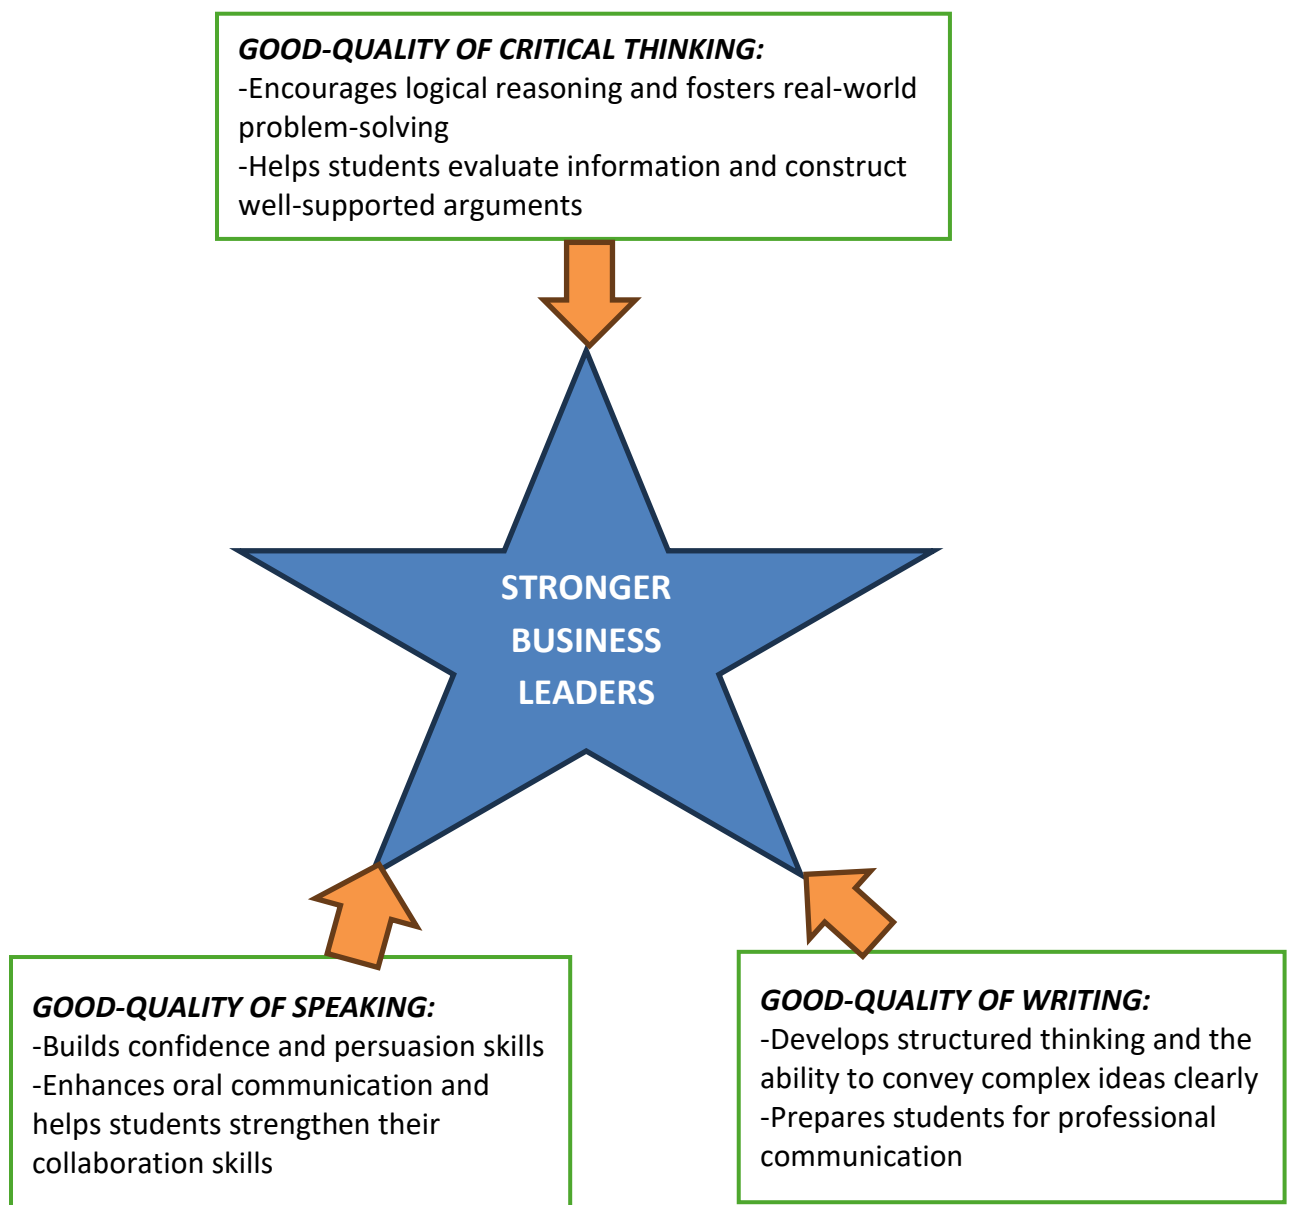 GOOD-QUALITY OF CRITICAL THINKING:
-Encourages logical reasoning and fosters real-world
problem-solving
-Helps students evaluate information and construct
well-supported arguments
STRONGER
BUSINESS
LEADERS
GOOD-QUALITY OF SPEAKING:
-Builds confidence and persuasion skills
-Enhances oral communication and
helps students strengthen their
collaboration skills
GOOD-QUALITY OF WRITING:
-Develops structured thinking and the
ability to convey complex ideas clearly
-Prepares students for professional
communication